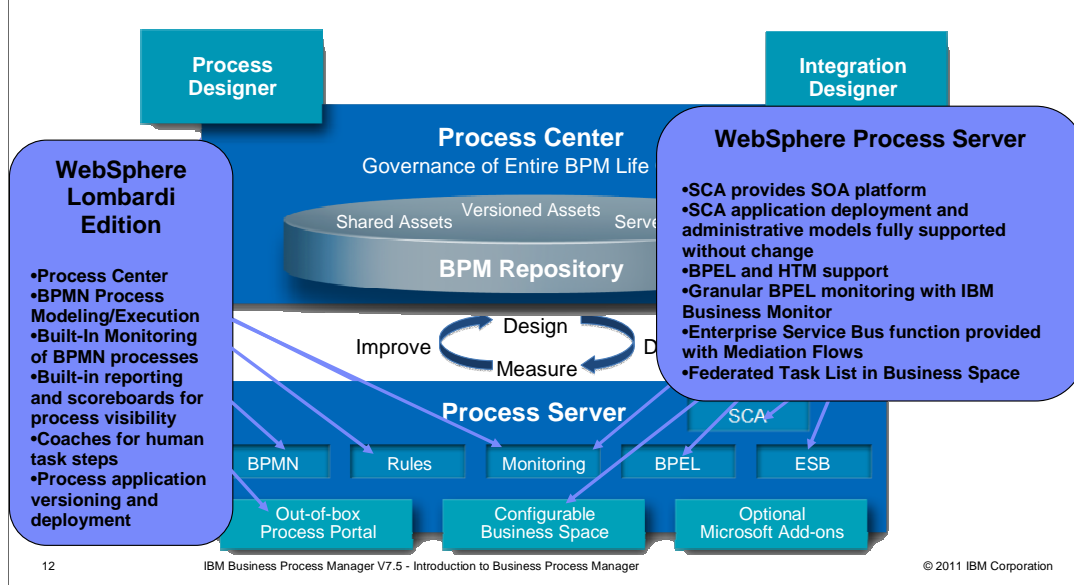 Process
Designer
Integration
Designer
Process Center
Governance of Entire BPM Life
Shared Assets
Versioned Assets
Serve
BPM Repository
WebSphere
Lombardi
Edition
•Process Center
•BPMN Process
Modeling/Execution
•Built-In Monitoring
of BPMN processes
•Built-in reporting
and scoreboards for
process visibility
•Coaches for human
task steps
•Process application
versioning and
deployment
WebSphere Process Server
•SCA provides SOA platform
•SCA application deployment and
administrative models fully supported
without change
•BPEL and HTM support
•Granular BPEL monitoring with IBM
Business Monitor
•Enterprise Service Bus function provided
with Mediation Flows
•Federated Task List in Business Space
Improve
Design
D
Measure
Process Server
SCA
BPMN
Rules
Monitoring
BPEL
ESB
Out-of-box
Process Portal
Configurable
Business Space
Optional
Microsoft Add-ons
12
IBM Business Process Manager V7.5 - Introduction to Business Process Manager
© 2011 IBM Corporation